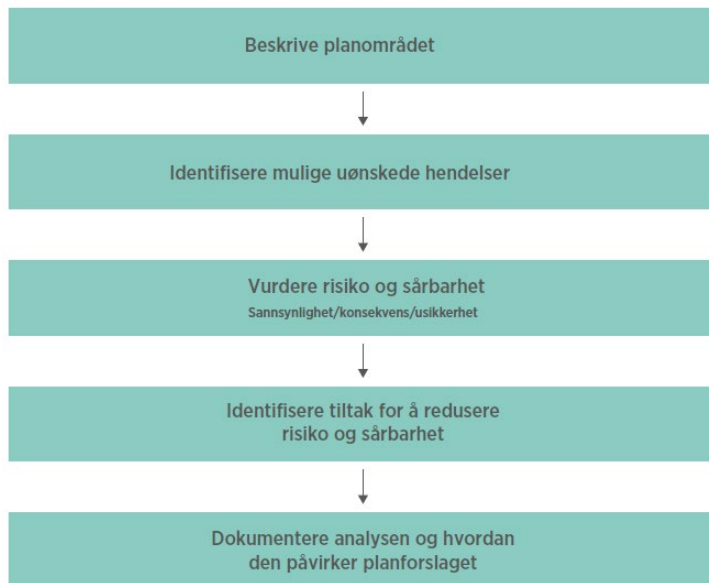 Beskrive planområdet
Identifisere mulige uønskede hendelser
Vurdere risiko og sårbarhet
Sannsynlighet/konsekvens/usikkerhet
Identifisere tiltak for å redusere
risiko og sårbarhet
Dokumentere analysen og hvordan
den påvirker planforslaget